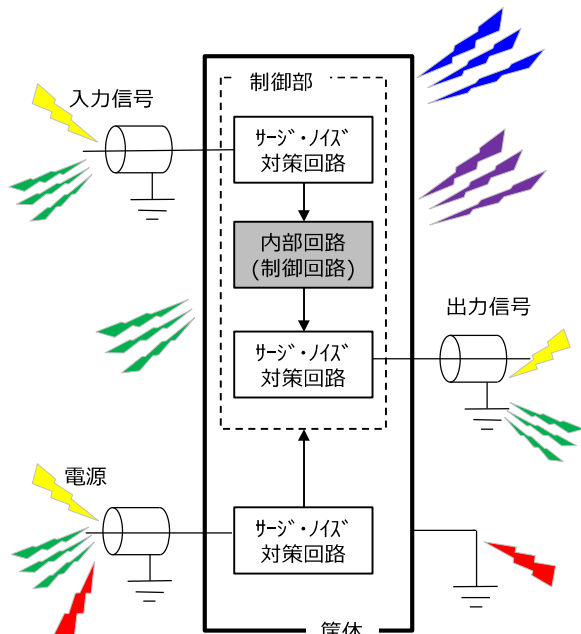 制御部
入力信号
ｻｰｼﾞ･ﾉｲｽﾞ
対策回路
内部回路
(制御回路)
出力信号
ｻｰｼﾞ･ﾉｲｽﾞ
対策回路
電源
ｻｰｼﾞ･ﾉｲｽﾞ
対策回路
筐体